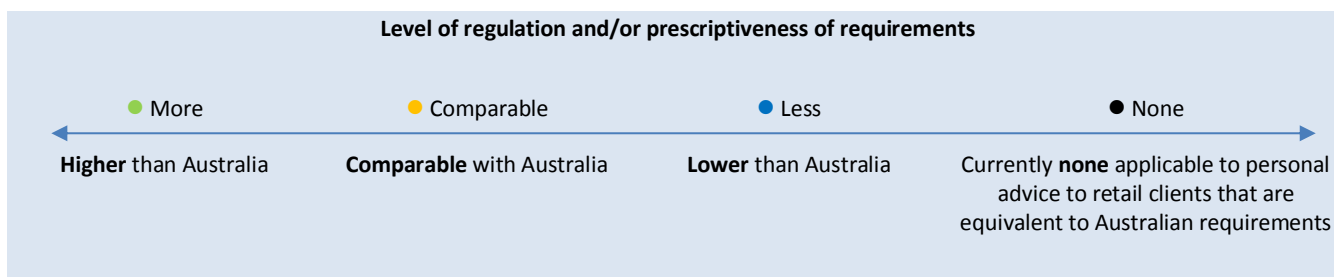 Level of regulation and/or prescriptiveness of requirements
More
Comparable
Less
None
Higher than Australia
Comparable with Australia
Lower than Australia
Currently none applicable to personal
advice to retail clients that are
equivalent to Australian requirements